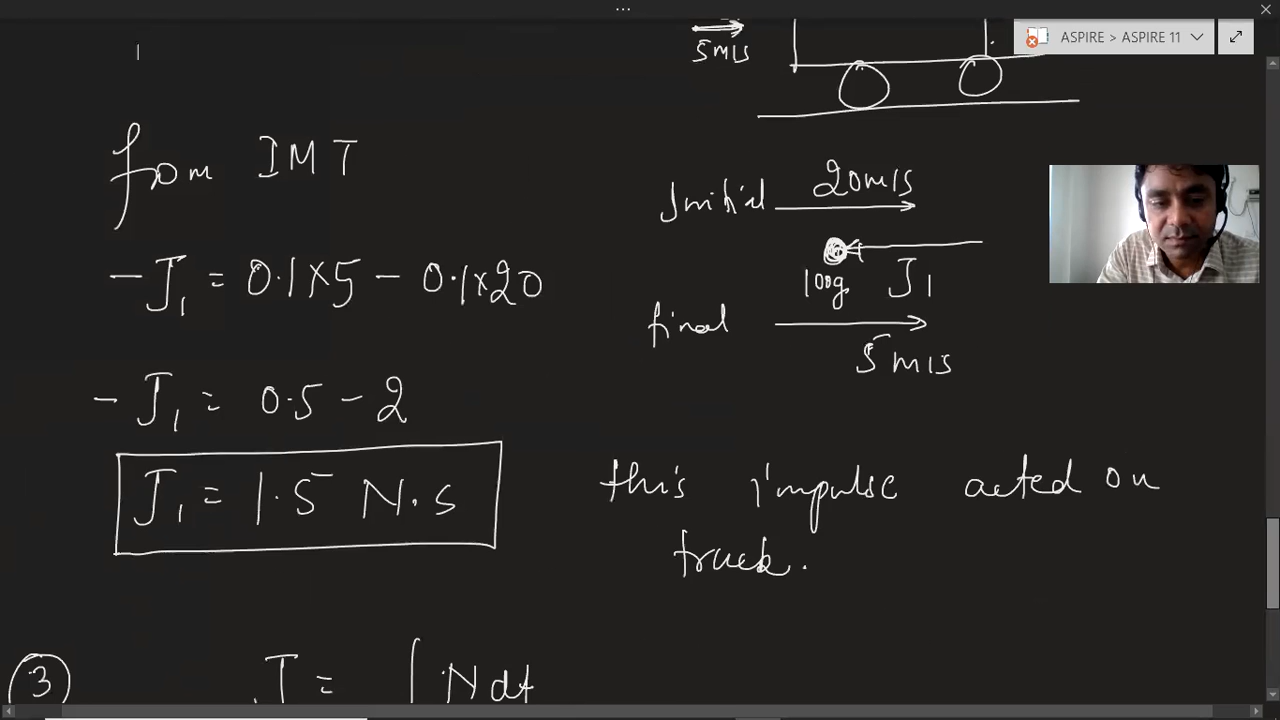 5m/s
ASPIRE > ASPIRE 11
from IMT
Initial 20m/s
-J1 = 0.1×5 - 0.1×20
100g J1
final
5m/s
-J1 = 0.5 - 2
J1 = 1.5 N.s
this impulse acted on
truck.
3
J = ∫N dt